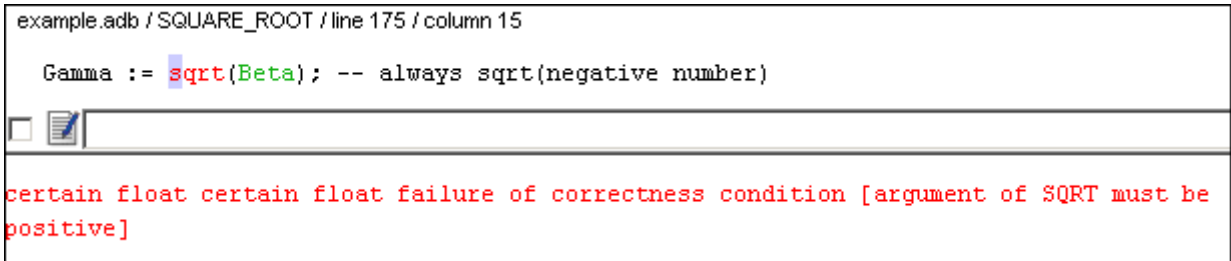 example.adb / SQUARE_ROOT / line 175 / column 15
Gamma := sqrt(Beta); -- always sqrt(negative number)
certain float certain float failure of correctness condition [argument of SQRT must be
positive]